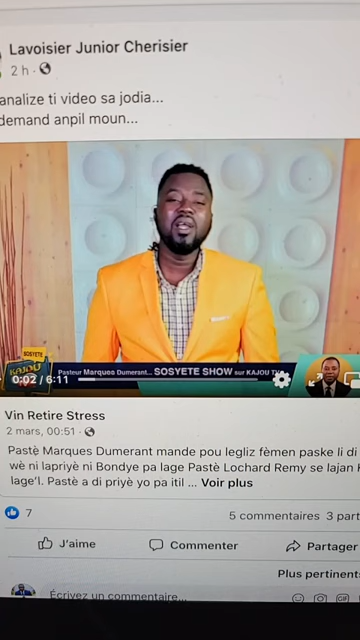 Lavoisier Junior Cherisier
2 h ·
analize ti video sa jodia...
demand anpil moun...
SOSYETE
KAJOU
Pasteur Marques Dumerant... SOSYETE SHOW sur KAJOU TV
0:02 / 6:11
Vin Retire Stress
2 mars, 00:51 ·
Pastè Marques Dumerant mande pou legliz fèmen paske li di
wè ni lapriyè ni Bondye pa lage Pastè Lochard Remy se lajan
lage'l. Pastè a di priyè yo pa itil ... Voir plus
7
5 commentaires 3 part
J'aime
Commenter
Partager
Plus pertinent
Écrivez un commentaire...
GIF